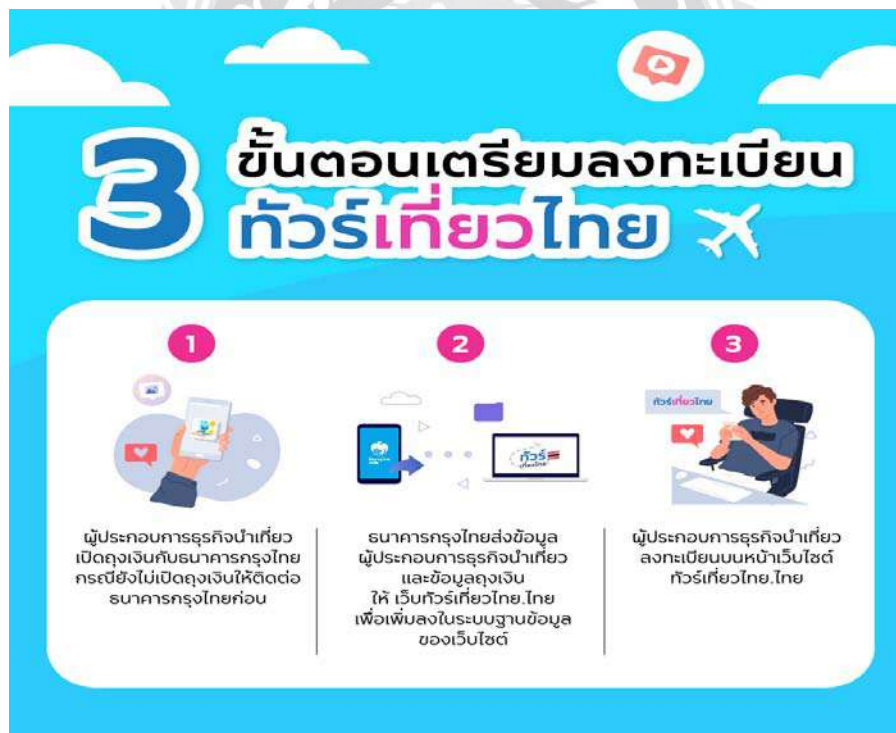 3 ขั้นตอนเตรียมลงทะเบียน
ทัวร์เที่ยวไทย
1
ผู้ประกอบการธุรกิจนำเที่ยว
เปิดถุงเงินกับธนาคารกรุงไทย
กรณียังไม่เปิดถุงเงินให้ติดต่อ
ธนาคารกรุงไทยก่อน
2
ทัวร์
เที่ยวไทย
ธนาคารกรุงไทยส่งข้อมูล
ผู้ประกอบการธุรกิจนำเที่ยว
และข้อมูลถุงเงิน
ให้ เว็บทัวร์เที่ยวไทย.ไทย
เพื่อเพิ่มลงในระบบฐานข้อมูล
ของเว็บไซต์
3
ทัวร์เที่ยวไทย
ผู้ประกอบการธุรกิจนำเที่ยว
ลงทะเบียนบนหน้าเว็บไซต์
ทัวร์เที่ยวไทย.ไทย